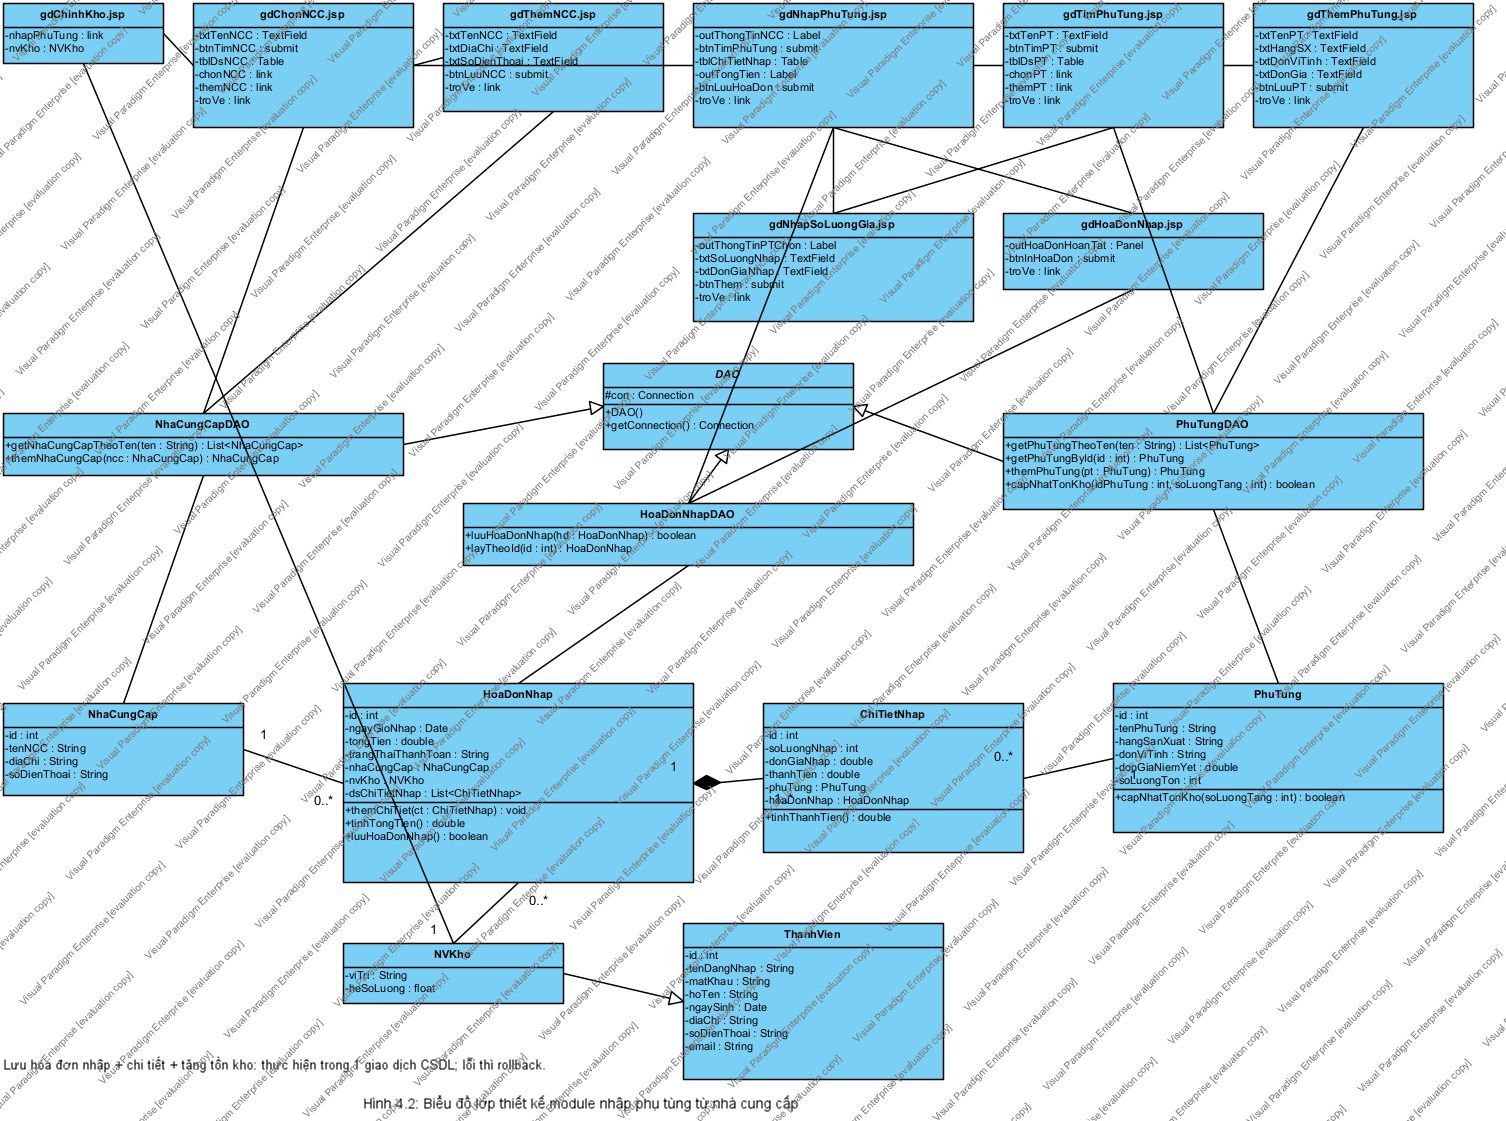 gdChinhKho.jsp
-nhapPhuTung : link
-nvKho : NVKho
gdChonNCC.jsp
-txtTenNCC : TextField
-btnTimNCC : submit
-tblDsNCC : Table
-chonNCC : link
-themNCC : link
-troVe : link
gdThemNCC.jsp
-txtTenNCC : TextField
-txtDiaChi : TextField
-txtSoDienThoai : TextField
-btnLuuNCC : submit
-troVe : link
gdNhapPhuTung.jsp
-outThongTinNCC : Label
-btnTimPhuTung : submit
-tblChiTietNhap : Table
-outTongTien : Label
-btnLuuHoaDon : submit
-troVe : link
gdTimPhuTung.jsp
-txtTenPT : TextField
-btnTimPT : submit
-tblDsPT : Table
-chonPT : link
-themPT : link
-troVe : link
gdThemPhuTung.jsp
-txtTenPT : TextField
-txtHangSX : TextField
-txtDonViTinh : TextField
-txtDonGia : TextField
-btnLuuPT : submit
-troVe : link
gdNhapSoLuongGia.jsp
-outThongTinPTChon : Label
-txtSoLuongNhap : TextField
-txtDonGiaNhap : TextField
-btnThem : submit
-troVe : link
gdHoaDonNhap.jsp
-outHoaDonHoanTat : Panel
-btnInHoaDon : submit
-troVe : link
DAO
#con : Connection
+DAO()
+getConnection() : Connection
NhaCungCapDAO
+getNhaCungCapTheoTen(ten : String) : List<NhaCungCap>
+themNhaCungCap(ncc : NhaCungCap) : NhaCungCap
PhuTungDAO
+getPhuTungTheoTen(ten : String) : List<PhuTung>
+getPhuTungById(id : int) : PhuTung
+themPhuTung(pt : PhuTung) : PhuTung
+capNhatTonKho(idPhuTung : int, soLuongTang : int) : boolean
HoaDonNhapDAO
+luuHoaDonNhap(hd : HoaDonNhap) : boolean
+layTheoId(id : int) : HoaDonNhap
NhaCungCap
-id : int
-tenNCC : String
-diaChi : String
-soDienThoai : String
1
0..*
HoaDonNhap
-id : int
-ngayGioNhap : Date
-tongTien : double
-trangThaiThanhToan : String
-nhaCungCap : NhaCungCap
-nvKho : NVKho
-dsChiTietNhap : List<ChiTietNhap>
+themChiTiet(ct : ChiTietNhap) : void
+tinhTongTien() : double
+luuHoaDonNhap() : boolean
1
ChiTietNhap
-id : int
-soLuongNhap : int
-donGiaNhap : double
-thanhTien : double
-phuTung : PhuTung
-hoaDonNhap : HoaDonNhap
+tinhThanhTien() : double
0..*
PhuTung
-id : int
-tenPhuTung : String
-hangSanXuat : String
-donViTinh : String
-donGiaNiemYet : double
-soLuongTon : int
+capNhatTonKho(soLuongTang : int) : boolean
0..*
1
NVKho
-viTri : String
-heSoLuong : float
ThanhVien
-id : int
-tenDangNhap : String
-matKhau : String
-hoTen : String
-ngaySinh : Date
-diaChi : String
-soDienThoai : String
-email : String
Lưu hóa đơn nhập + chi tiết + tăng tồn kho: thực hiện trong 1 giao dịch CSDL; lỗi thì rollback.
Hình 4.2: Biểu đồ lớp thiết kế module nhập phụ tùng từ nhà cung cấp
Visual Paradigm Enterprise [evaluation copy]